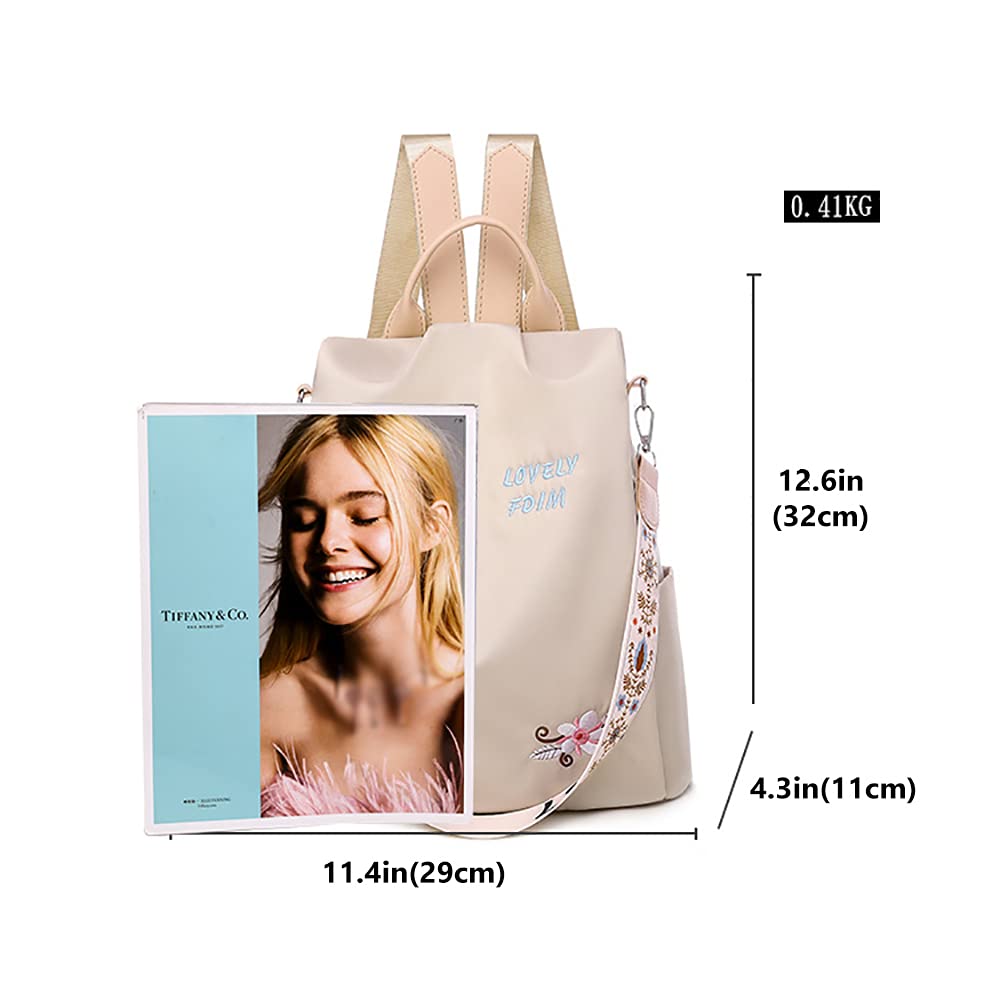 0.41KG
LOVELY
FOIM
12.6in
(32cm)
TIFFANY & CO.
4.3in(11cm)
11.4in(29cm)